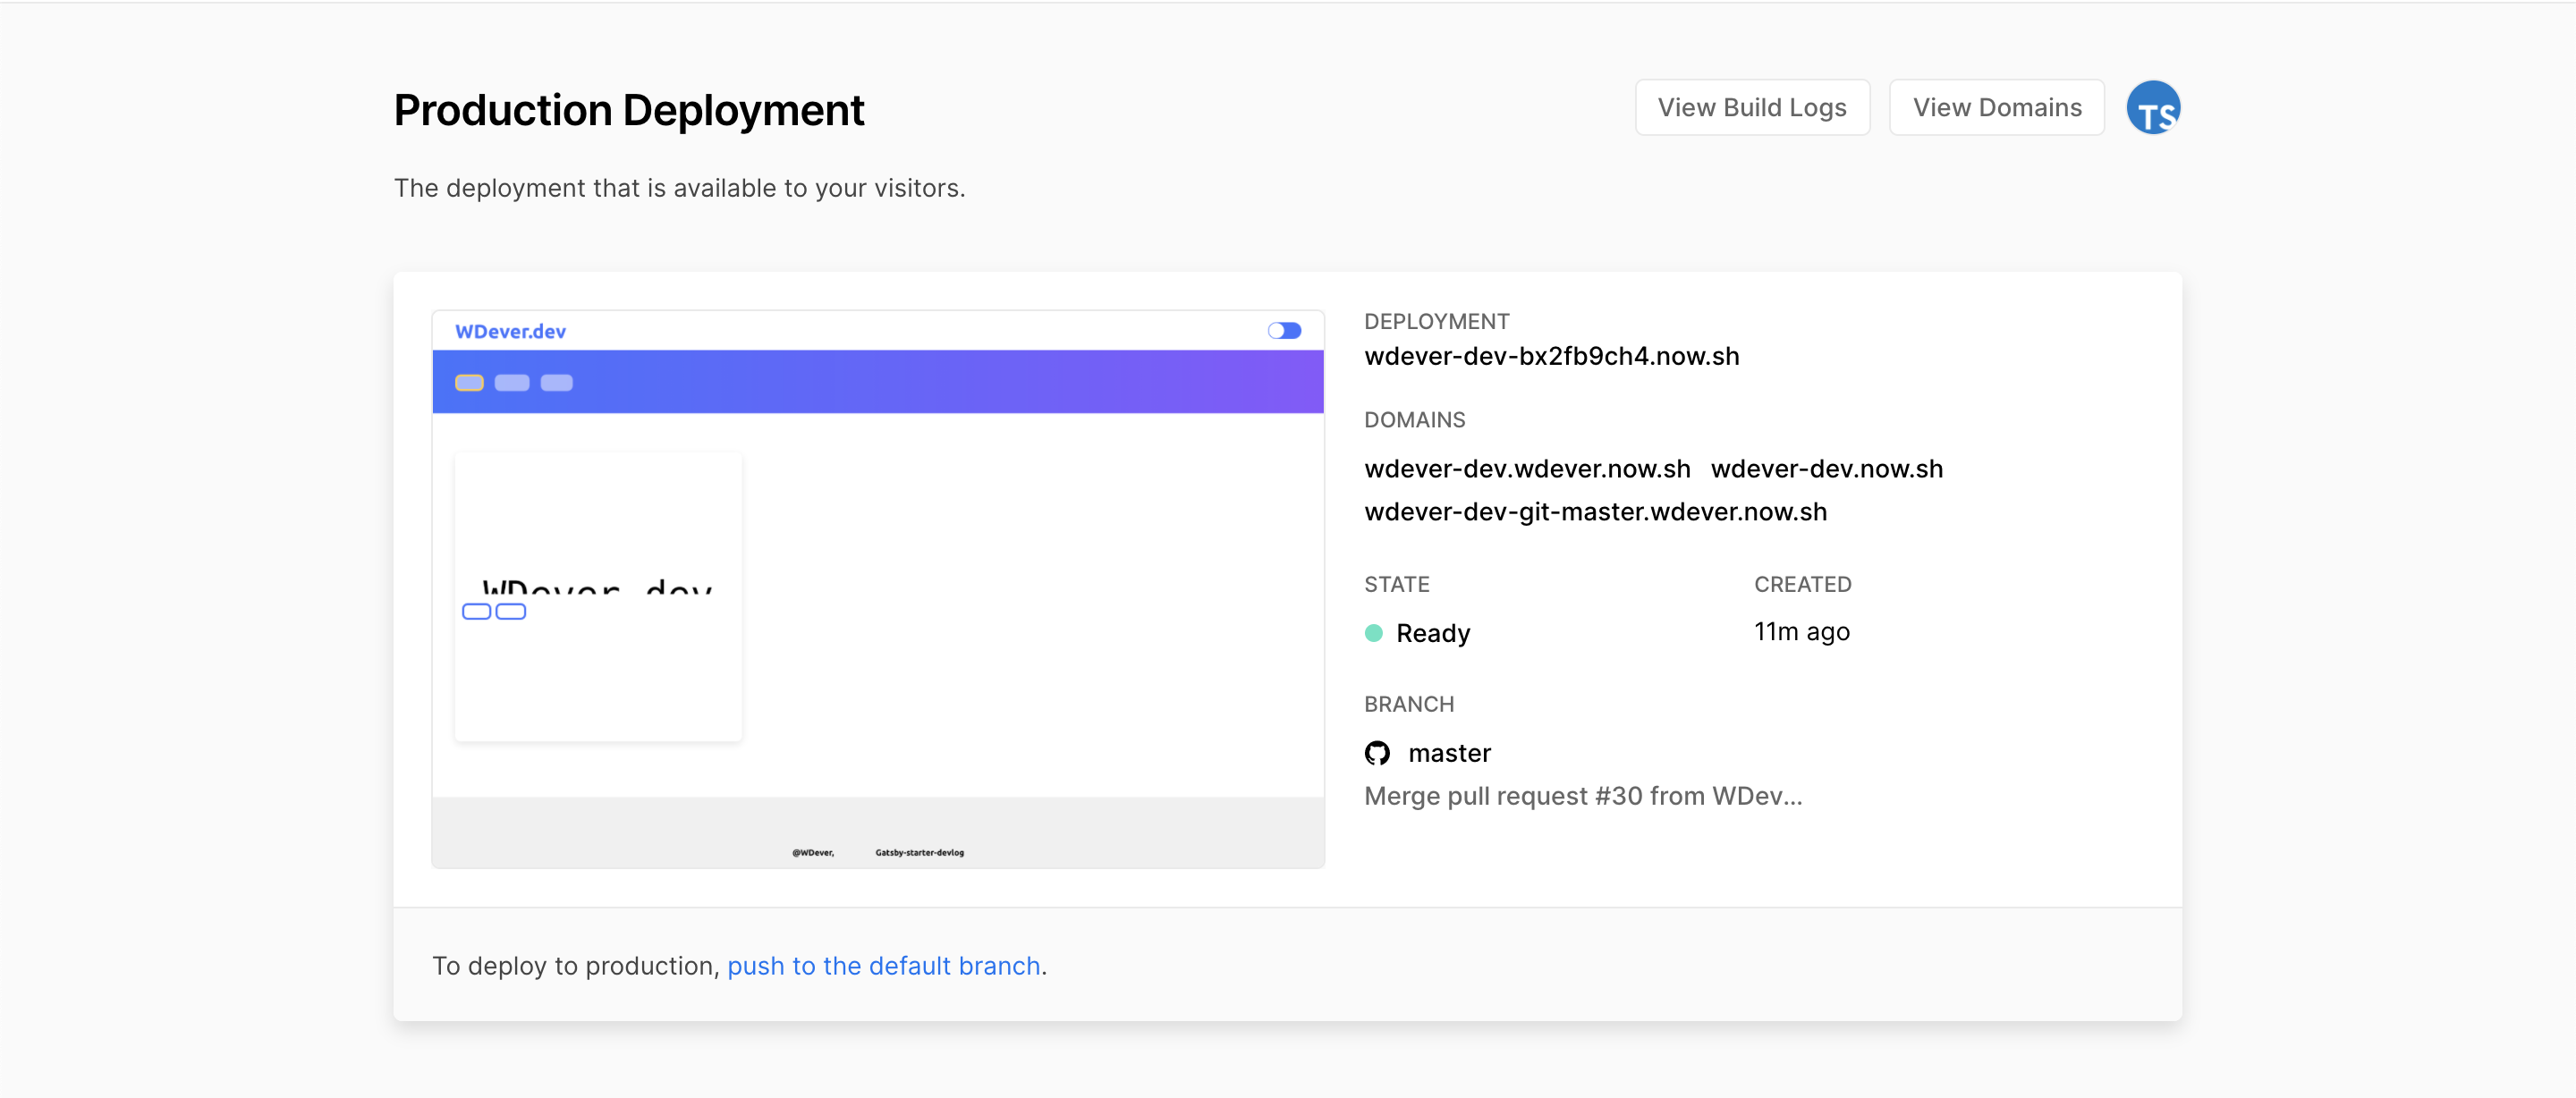 Production Deployment
View Build Logs
View Domains
TS
The deployment that is available to your visitors.
WDever.dev
WDever.dev
@WDever,
Gatsby-starter-devlog
DEPLOYMENT
wdever-dev-bx2fb9ch4.now.sh
DOMAINS
wdever-dev.wdever.now.sh wdever-dev.now.sh
wdever-dev-git-master.wdever.now.sh
STATE
CREATED
Ready
11m ago
BRANCH
master
Merge pull request #30 from WDev...
To deploy to production, push to the default branch.